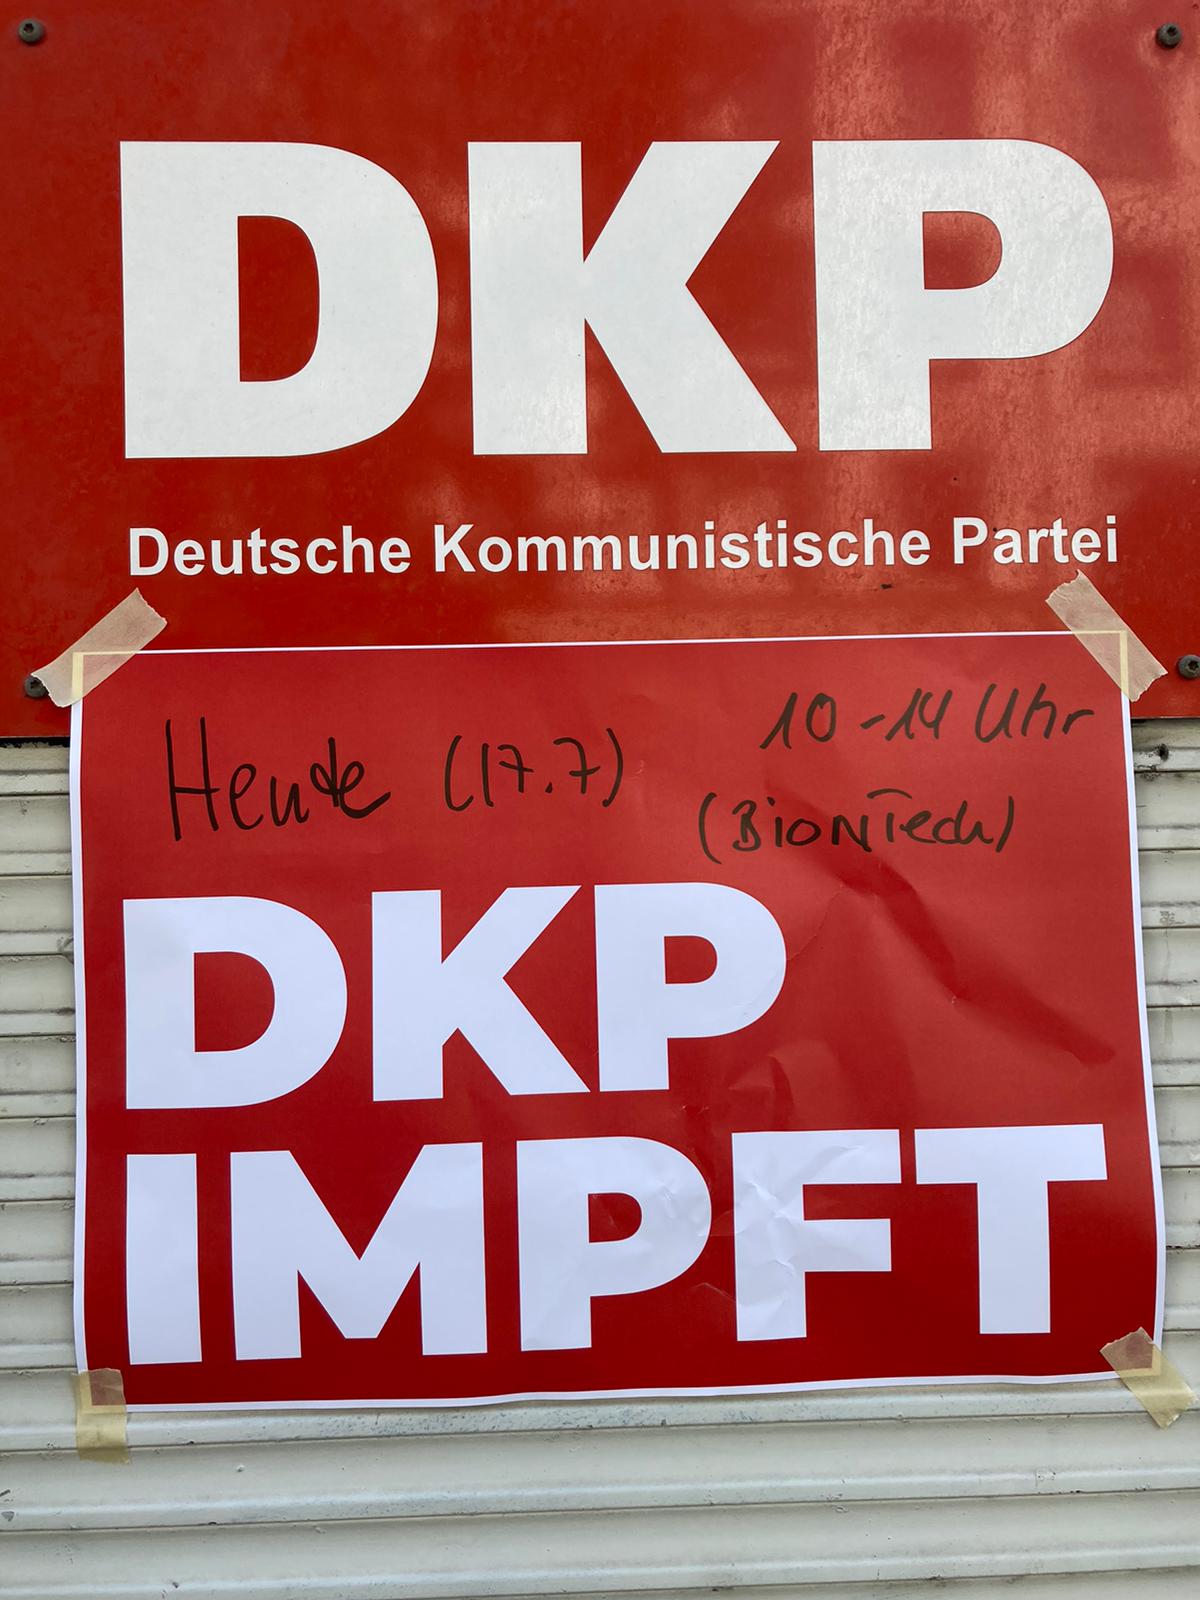 DKP
Deutsche Kommunistische Partei
Heute (17.7) 10-14 Uhr
(BioNTech)
DKP
IMPFT